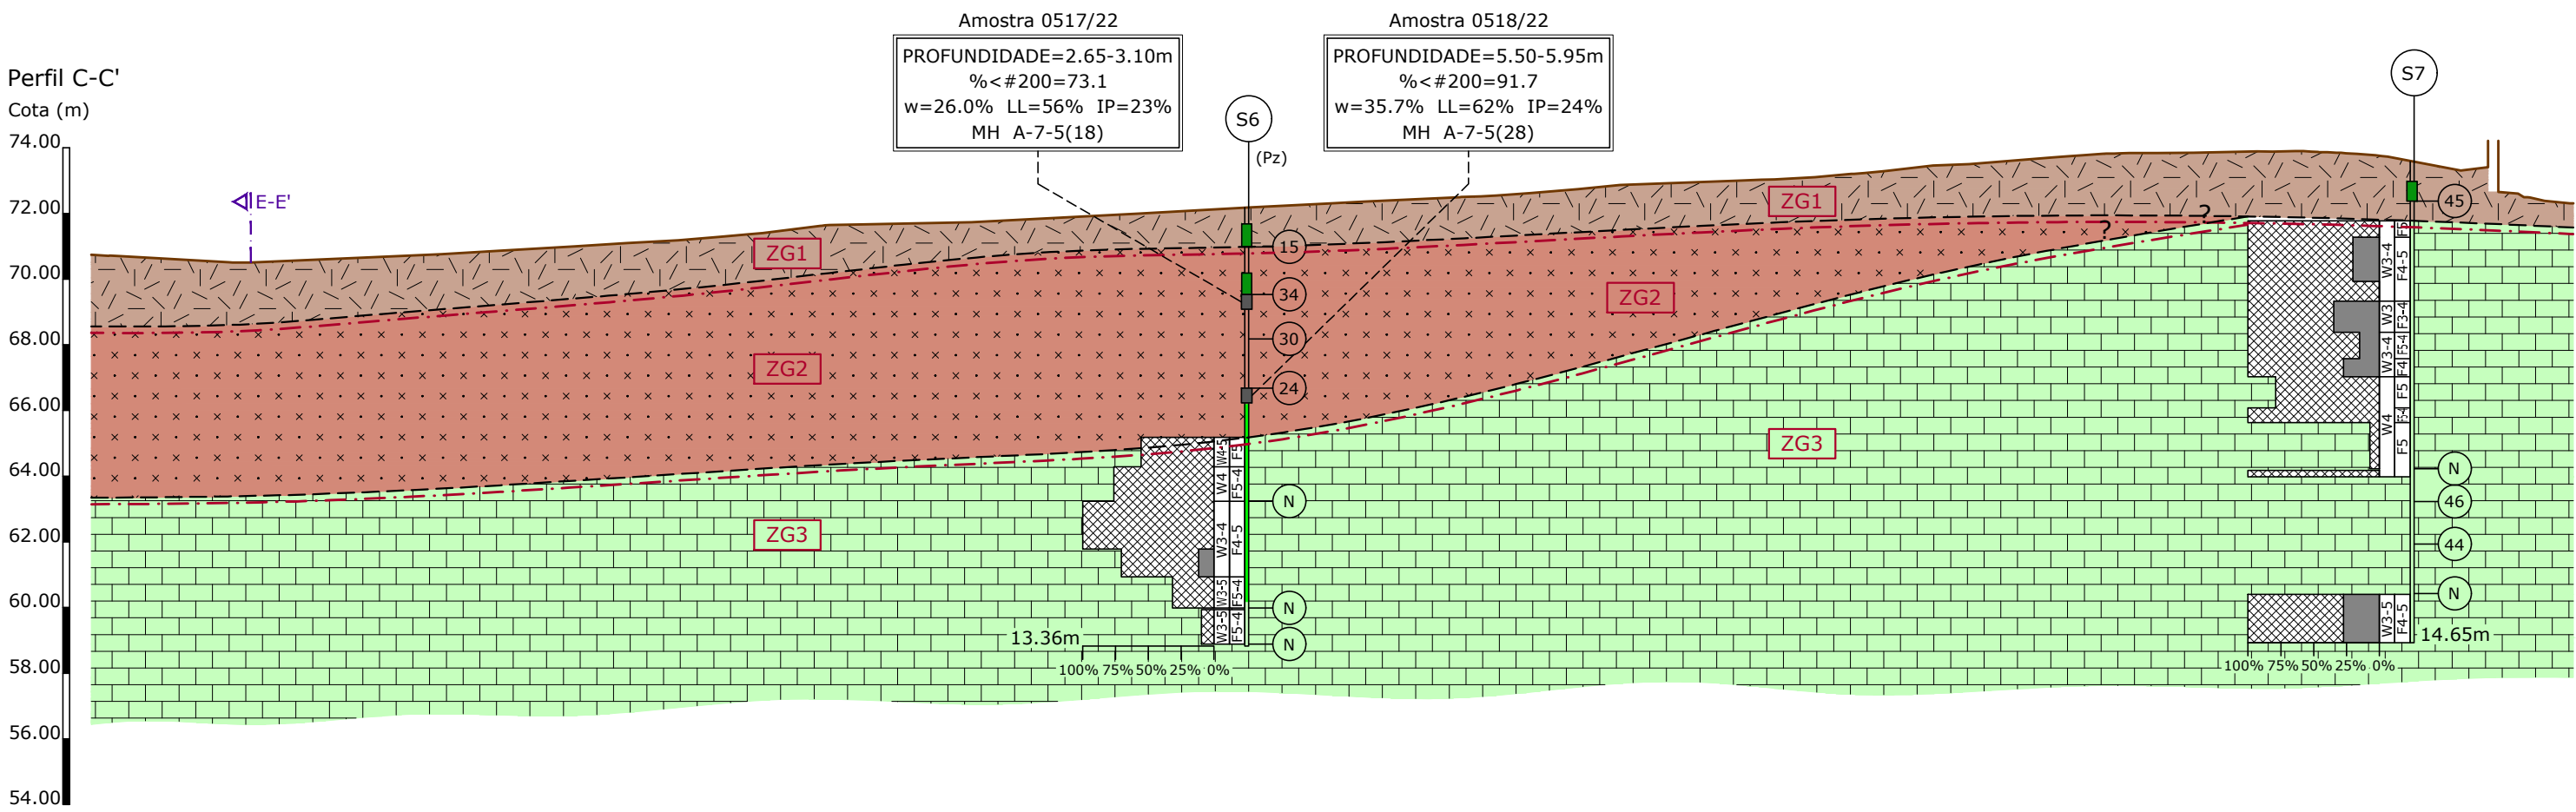 Amostra 0517/22
PROFUNDIDADE=2.65-3.10m
%<#200=73.1
w=26.0% LL=56% IP=23%
MH A-7-5(18)
Amostra 0518/22
PROFUNDIDADE=5.50-5.95m
%<#200=91.7
w=35.7% LL=62% IP=24%
MH A-7-5(28)
Perfil C-C'
Cota (m)
74.00
72.00
70.00
68.00
66.00
64.00
62.00
60.00
58.00
56.00
54.00
E-E'
S6
(Pz)
S7
ZG1
ZG1
ZG2
ZG2
ZG3
ZG3
?
?
15
34
30
24
N
N
N
W4-5
F5
W4
F5-4
W3-4
F4-5
W3-5
F5-4
W3-5
F5-4
13.36m
100% 75% 50% 25% 0%
45
N
46
44
N
F5
W3-4
F4-5
W3
F3-4
W3-4
F5-4
F4
W4
F5
F5-4
F5
W3-5
F4-5
14.65m
100% 75% 50% 25% 0%